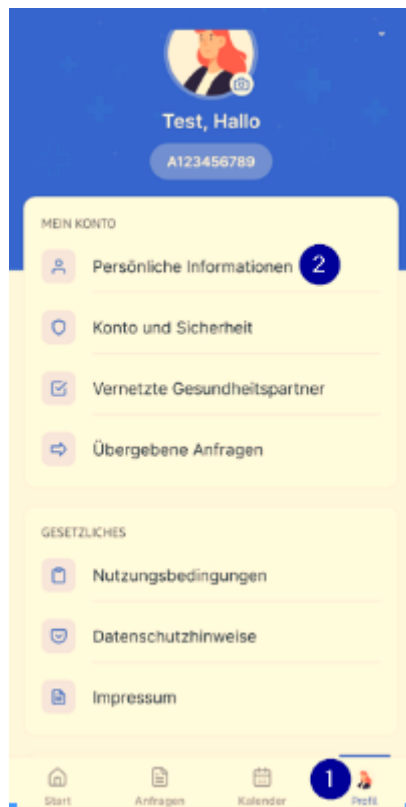 Test, Hallo
A123456789
MEIN KONTO
Persönliche Informationen 2
Konto und Sicherheit
Vernetzte Gesundheitspartner
Übergebene Anfragen
GESETZLICHES
Nutzungsbedingungen
Datenschutzhinweise
Impressum
1
Start Anfragen Kalender Profil